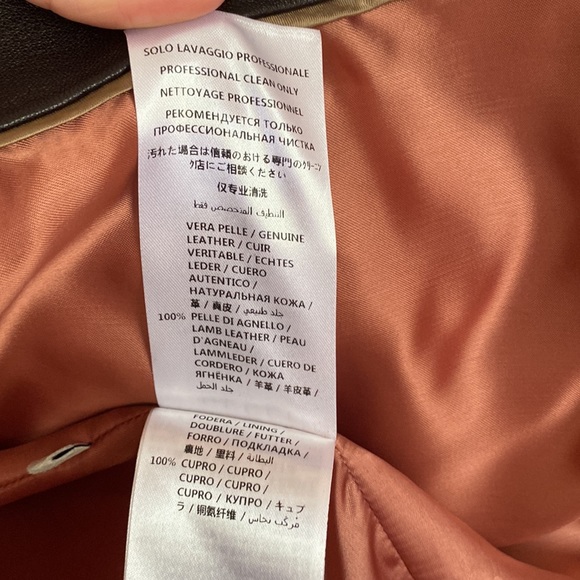 SOLO LAVAGGIO PROFESSIONALE
PROFESSIONAL CLEAN ONLY
NETTOYAGE PROFESSIONNEL
РЕКОМЕНДУЕТСЯ ТОЛЬКО
ПРОФЕССИОНАЛЬНАЯ ЧИСТКА
汚れた場合は信頼のおける専門のクリーニン
グ店にご相談ください
仅专业清洗
التنظيف المتخصص فقط
VERA PELLE / GENUINE
LEATHER / CUIR
VERITABLE / ECHTES
LEDER / CUERO
AUTENTICO /
НАТУРАЛЬНАЯ КОЖА /
革 / 真皮 / جلد طبيعي /
100% PELLE DI AGNELLO /
LAMB LEATHER / PEAU
D'AGNEAU /
LAMMLEDER / CUERO DE
CORDERO / КОЖА
ЯГНЁНКА / 羊革 / 羊皮革 /
جلد الحمل
FODERA / LINING /
DOUBLURE / FUTTER /
FORRO / ПОДКЛАДКА /
裏地 / 里料 / البطانة /
100% CUPRO / CUPRO /
CUPRO / CUPRO /
CUPRO / КУПРО / キュプ
ラ / 铜氨纤维 / مركب نحاس /